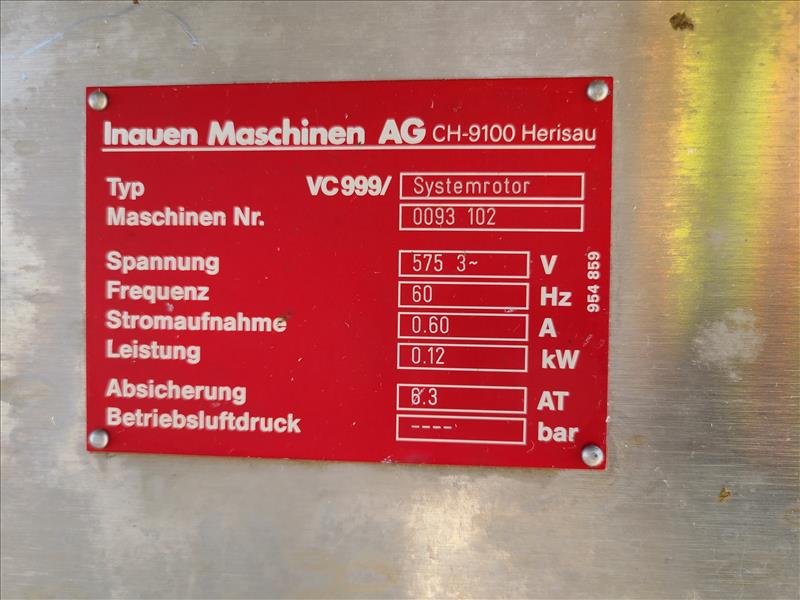 Inauen Maschinen AG CH-9100 Herisau
Typ VC999/ Systemrotor
Maschinen Nr. 0093 102
Spannung 575 3~ V
Frequenz 60 Hz
Stromaufnahme 0.60 A
Leistung 0.12 kW
Absicherung 6.3 AT
Betriebsluftdruck ---- bar
954 859